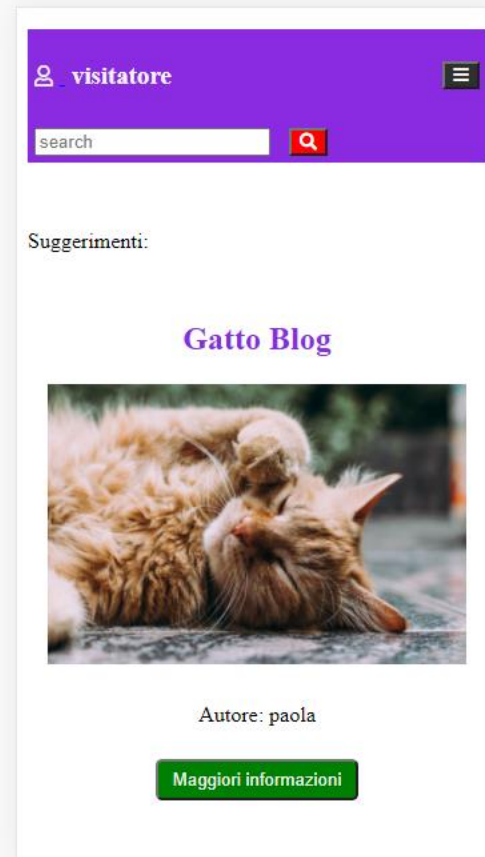 visitatore
search
Suggerimenti:
Gatto Blog
Autore: paola
Maggiori informazioni